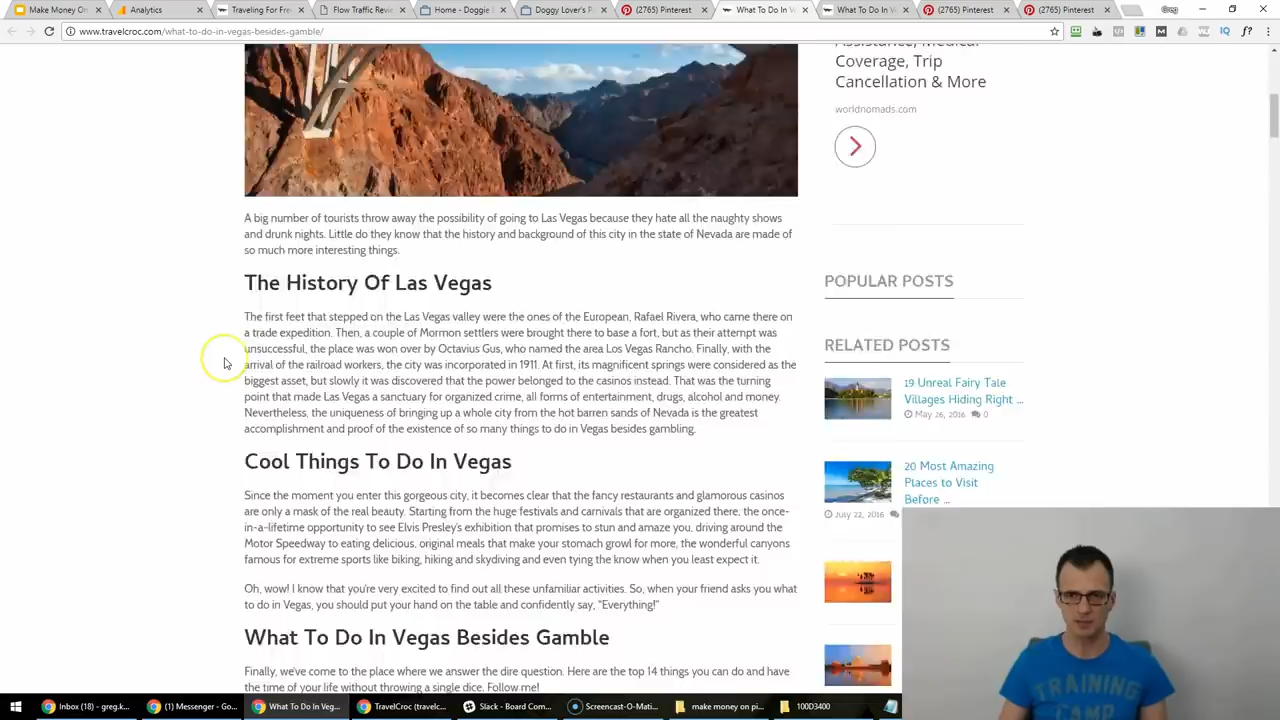 Make Money On
Analytics
Traveling For Fre
Flow Traffic Revi
Home - Doggie B
Doggy Lover's P
(2765) Pinterest
What To Do In V
What To Do In V
(2765) Pinterest
(2765) Pinterest
Greg
www.travelcroc.com/what-to-do-in-vegas-besides-gamble/
Assistance, Medical
Coverage, Trip
Cancellation & More
worldnomads.com
A big number of tourists throw away the possibility of going to Las Vegas because they hate all the naughty shows
and drunk nights. Little do they know that the history and background of this city in the state of Nevada are made of
so much more interesting things.
The History Of Las Vegas
The first feet that stepped on the Las Vegas valley were the ones of the European, Rafael Rivera, who came there on
a trade expedition. Then, a couple of Mormon settlers were brought there to base a fort, but as their attempt was
unsuccessful, the place was won over by Octavius Gus, who named the area Los Vegas Rancho. Finally, with the
arrival of the railroad workers, the city was incorporated in 1911. At first, its magnificent springs were considered as the
biggest asset, but slowly it was discovered that the power belonged to the casinos instead. That was the turning
point that made Las Vegas a sanctuary for organized crime, all forms of entertainment, drugs, alcohol and money.
Nevertheless, the uniqueness of bringing up a whole city from the hot barren sands of Nevada is the greatest
accomplishment and proof of the existence of so many things to do in Vegas besides gambling.
Cool Things To Do In Vegas
Since the moment you enter this gorgeous city, it becomes clear that the fancy restaurants and glamorous casinos
are only a mask of the real beauty. Starting from the huge festivals and carnivals that are organized there, the once-
in-a-lifetime opportunity to see Elvis Presley's exhibition that promises to stun and amaze you, driving around the
Motor Speedway to eating delicious, original meals that make your stomach growl for more, the wonderful canyons
famous for extreme sports like biking, hiking and skydiving and even tying the know when you least expect it.
Oh, wow! I know that you're very excited to find out all these unfamiliar activities. So, when your friend asks you what
to do in Vegas, you should put your hand on the table and confidently say, "Everything!"
What To Do In Vegas Besides Gamble
Finally, we've come to the place where we answer the dire question. Here are the top 14 things you can do and have
the time of your life without throwing a single dice. Follow me!
POPULAR POSTS
RELATED POSTS
19 Unreal Fairy Tale
Villages Hiding Right ...
May 26, 2016 0
20 Most Amazing
Places to Visit
Before ...
July 22, 2016
TRAINING
CAMP
Inbox (18) - greg.k...
(1) Messenger - Go...
What To Do In Veg...
TravelCroc (travelc...
Slack - Board Com...
Screencast-O-Mati...
make money on pi...
100D3400